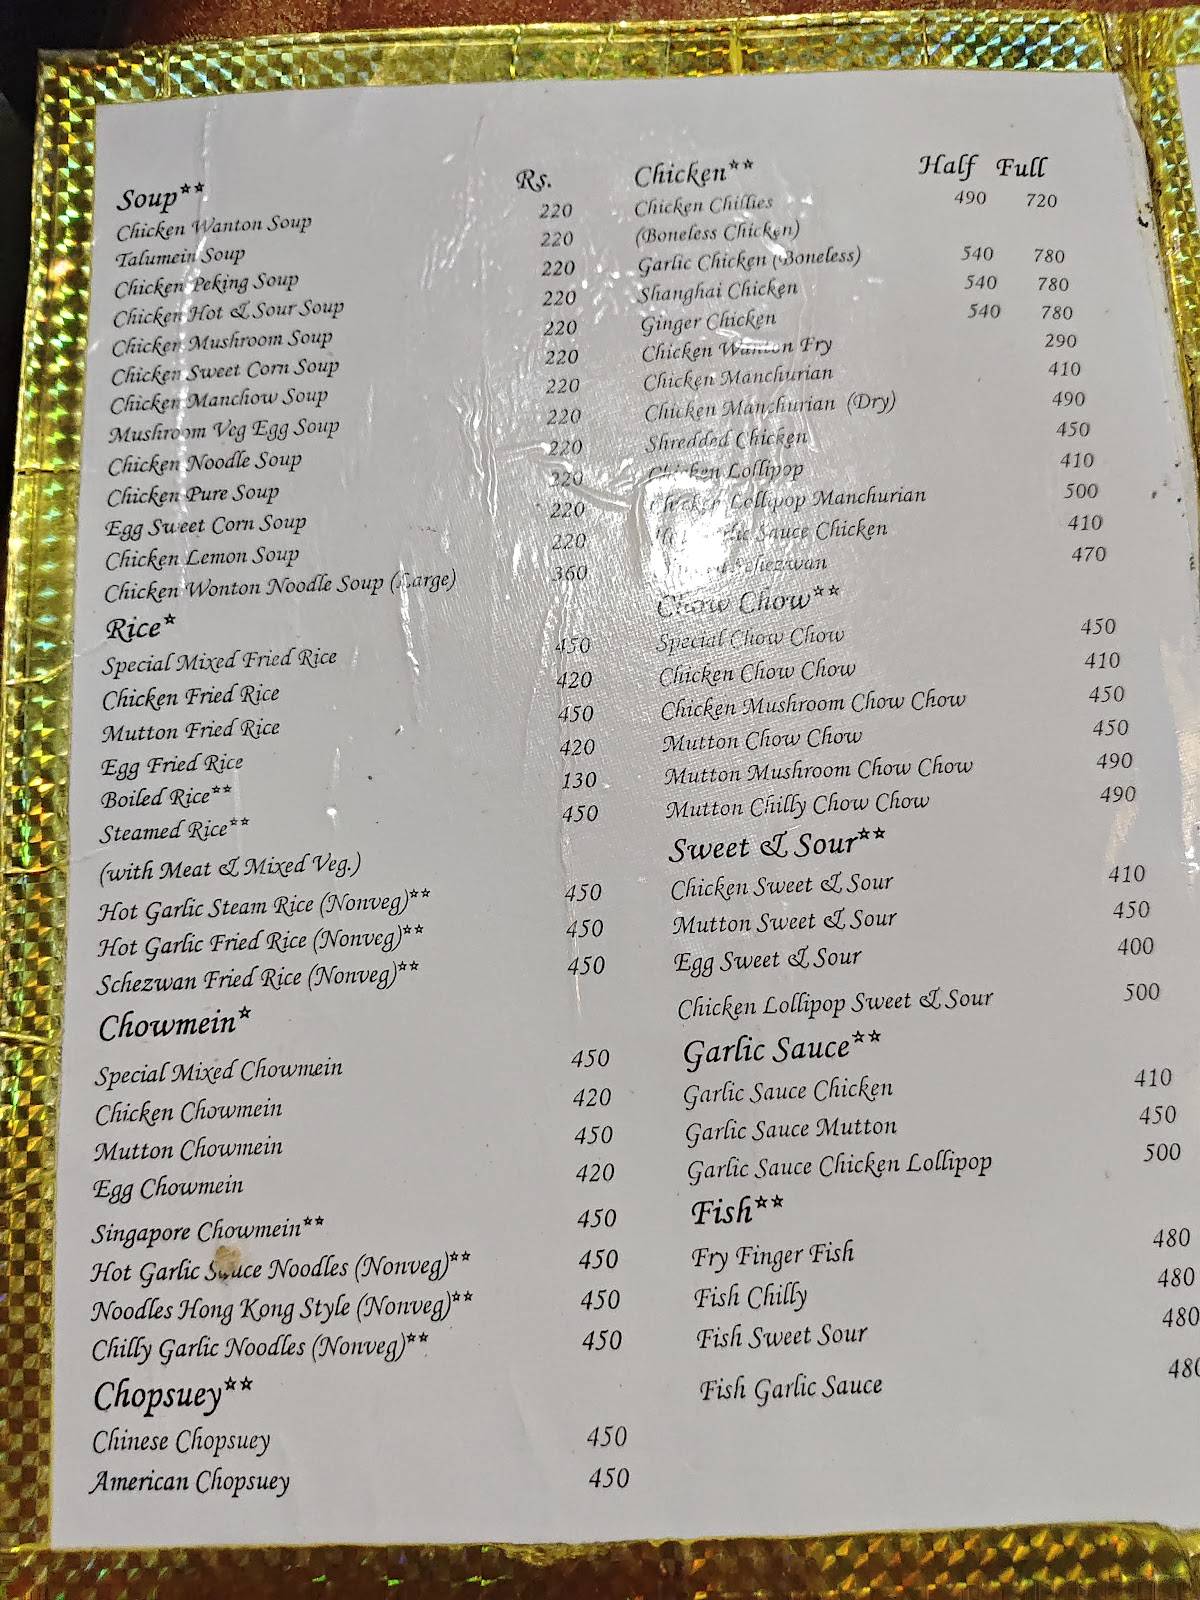 Soup** Rs.
Chicken Wanton Soup 220
Talumein Soup 220
Chicken Peking Soup 220
Chicken Hot & Sour Soup 220
Chicken Mushroom Soup 220
Chicken Sweet Corn Soup 220
Chicken Manchow Soup 220
Mushroom Veg Egg Soup 220
Chicken Noodle Soup 220
Chicken Pure Soup 220
Egg Sweet Corn Soup 220
Chicken Lemon Soup 220
Chicken Wonton Noodle Soup (Large) 360
Rice*
Special Mixed Fried Rice 450
Chicken Fried Rice 420
Mutton Fried Rice 450
Egg Fried Rice 420
Boiled Rice** 130
Steamed Rice** 450
(with Meat & Mixed Veg.)
Hot Garlic Steam Rice (Nonveg)** 450
Hot Garlic Fried Rice (Nonveg)** 450
Schezwan Fried Rice (Nonveg)** 450
Chowmein*
Special Mixed Chowmein 450
Chicken Chowmein 420
Mutton Chowmein 450
Egg Chowmein 420
Singapore Chowmein** 450
Hot Garlic Sauce Noodles (Nonveg)** 450
Noodles Hong Kong Style (Nonveg)** 450
Chilly Garlic Noodles (Nonveg)** 450
Chopsuey**
Chinese Chopsuey 450
American Chopsuey 450
Chicken** Half Full
Chicken Chillies 490 720
(Boneless Chicken)
Garlic Chicken (Boneless) 540 780
Shanghai Chicken 540 780
Ginger Chicken 540 780
Chicken Wanton Fry 290
Chicken Manchurian 410
Chicken Manchurian (Dry) 490
Shredded Chicken 450
Chicken Lollipop 410
Chicken Lollipop Manchurian 500
Hot Garlic Sauce Chicken 410
Schezwan 470
Chow Chow**
Special Chow Chow 450
Chicken Chow Chow 410
Chicken Mushroom Chow Chow 450
Mutton Chow Chow 450
Mutton Mushroom Chow Chow 490
Mutton Chilly Chow Chow 490
Sweet & Sour**
Chicken Sweet & Sour 410
Mutton Sweet & Sour 450
Egg Sweet & Sour 400
Chicken Lollipop Sweet & Sour 500
Garlic Sauce**
Garlic Sauce Chicken 410
Garlic Sauce Mutton 450
Garlic Sauce Chicken Lollipop 500
Fish**
Fry Finger Fish 480
Fish Chilly 480
Fish Sweet Sour 480
Fish Garlic Sauce 480